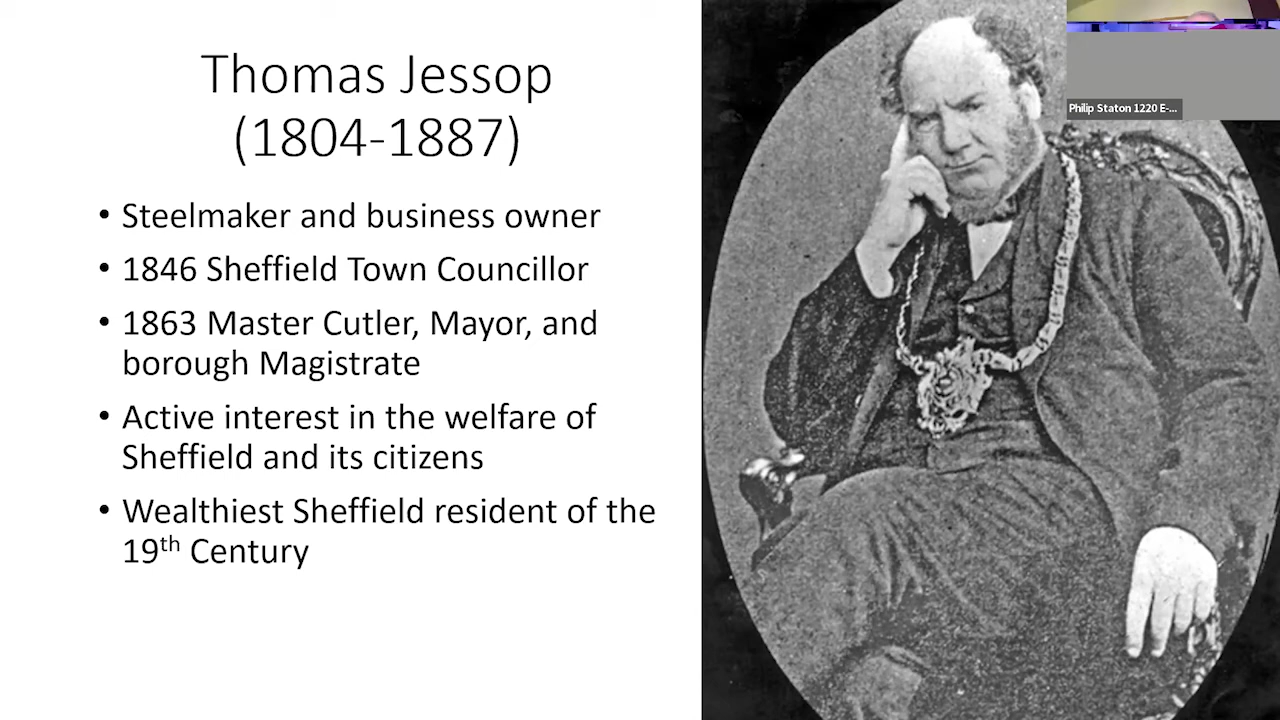 Thomas Jessop
(1804-1887)
• Steelmaker and business owner
• 1846 Sheffield Town Councillor
• 1863 Master Cutler, Mayor, and
borough Magistrate
• Active interest in the welfare of
Sheffield and its citizens
• Wealthiest Sheffield resident of the
19th Century
Philip Staton 1220 E-...